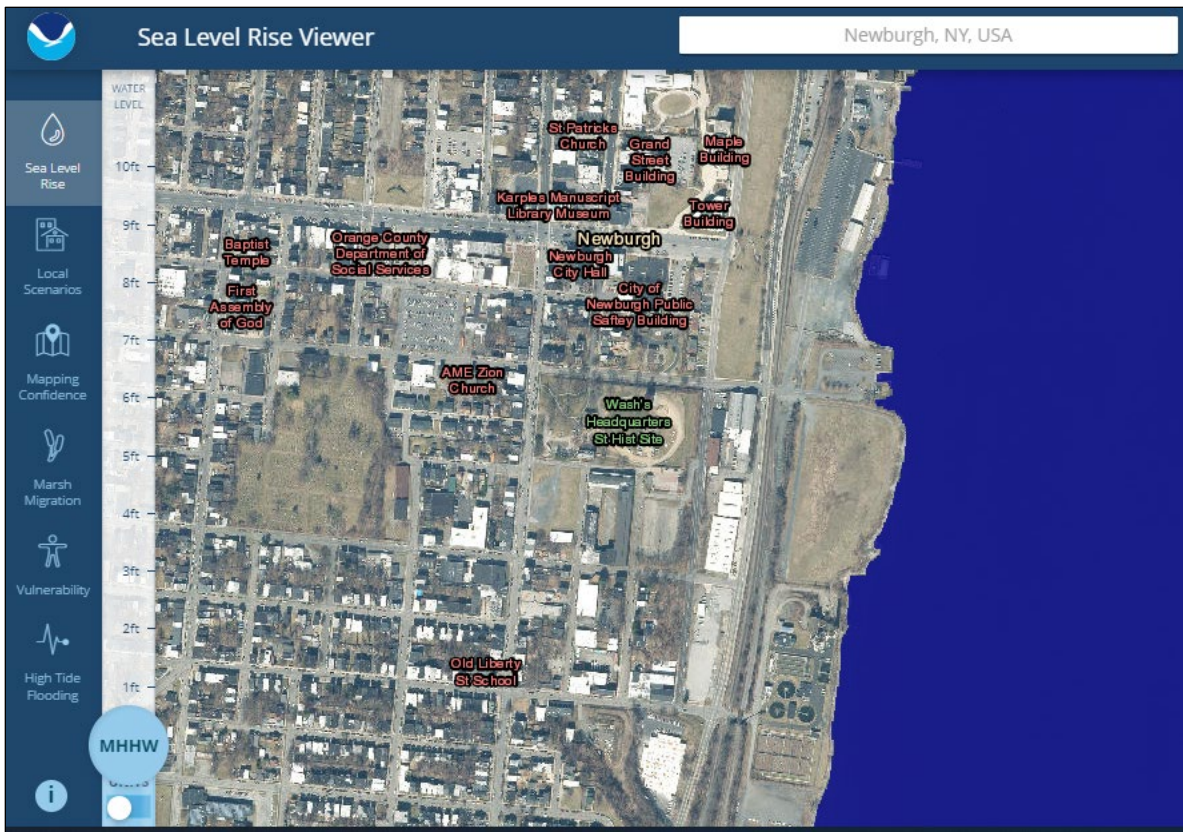 Sea Level Rise Viewer
Newburgh, NY, USA
WATER
LEVEL
Sea Level
Rise
Local
Scenarios
Mapping
Confidence
Marsh
Migration
Vulnerability
High Tide
Flooding
i
10ft
9ft
8ft
7ft
6ft
5ft
4ft
3ft
2ft
1ft
MHHW
St Patricks
Church
Grand
Street
Building
Maple
Building
Karples Manuscript
Library Museum
Tower
Building
Baptist
Temple
Orange County
Department of
Social Services
Newburgh
Newburgh
City Hall
First
Assembly
of God
City of
Newburgh Public
Saftey Building
AME Zion
Church
Wash's
Headquarters
St Hist Site
Old Liberty
St School